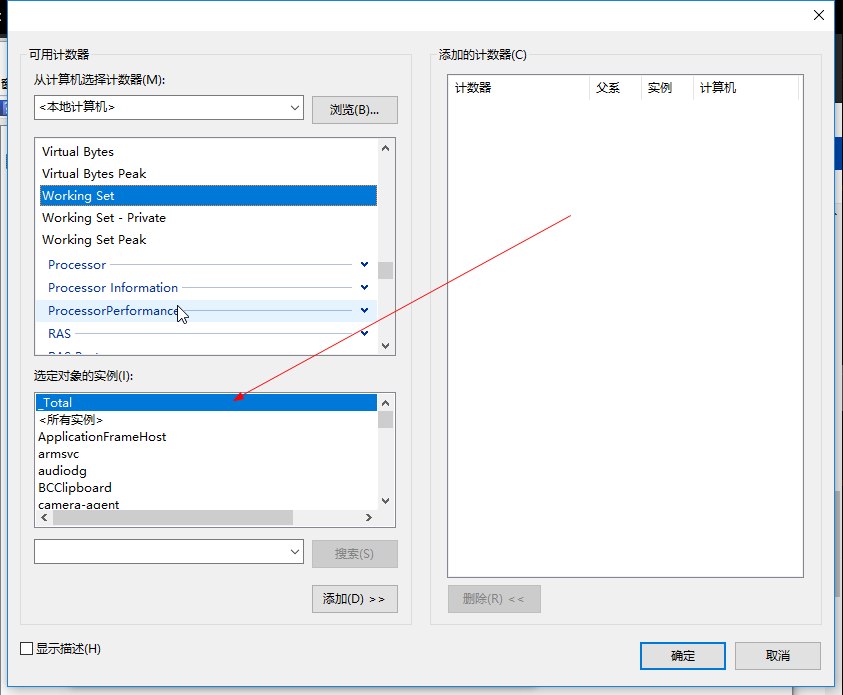 可用计数器
从计算机选择计数器(M):
<本地计算机>
浏览(B)...
Virtual Bytes
Virtual Bytes Peak
Working Set
Working Set - Private
Working Set Peak
Processor
Processor Information
ProcessorPerformance
RAS
选定对象的实例(I):
_Total
<所有实例>
ApplicationFrameHost
armsvc
audiodg
BCClipboard
camera-agent
搜索(S)
添加(D) >>
显示描述(H)
添加的计数器(C)
计数器 父系 实例 计算机
删除(R) <<
确定
取消